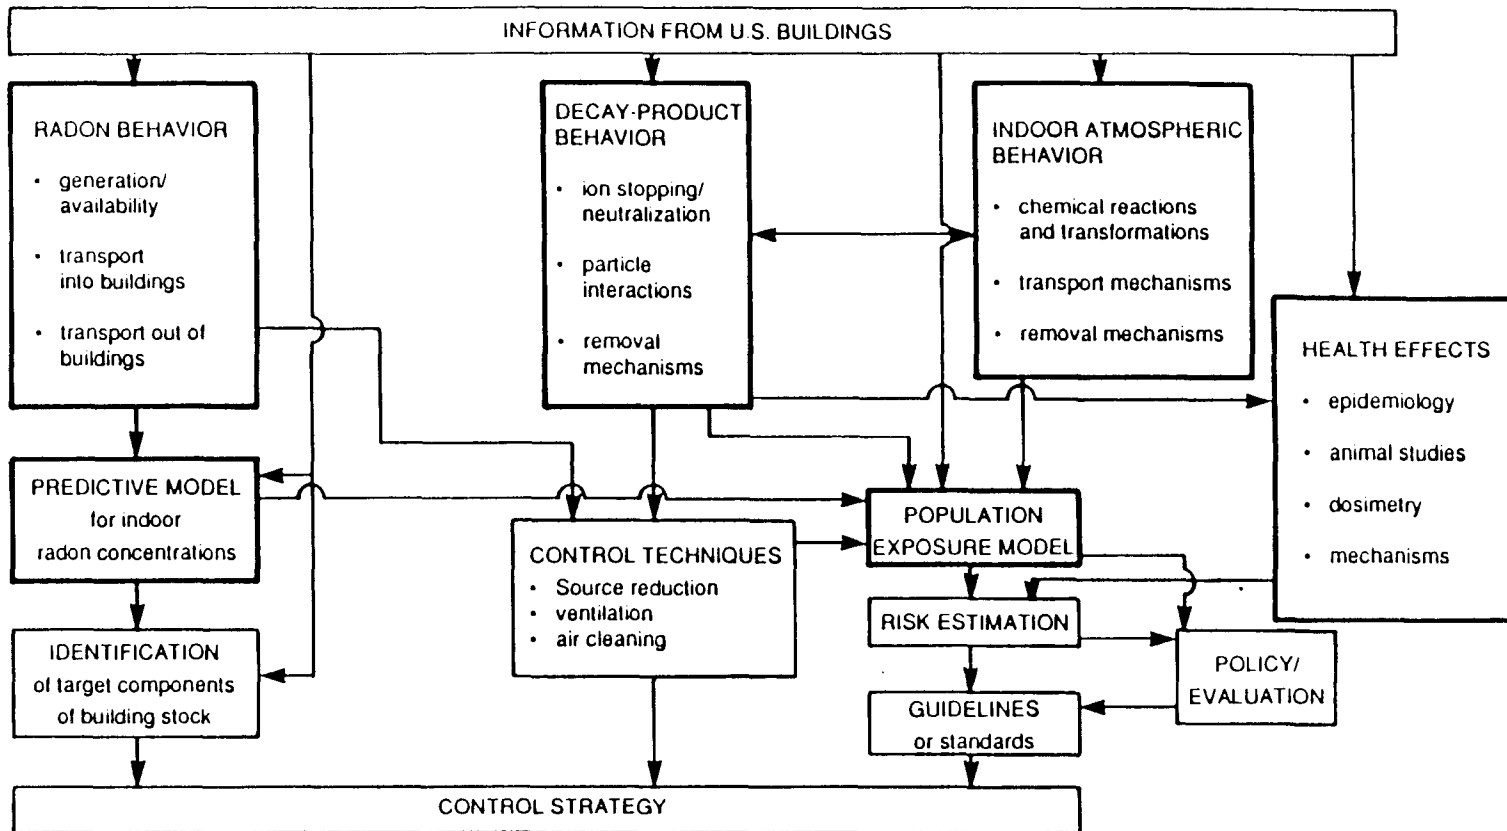 INFORMATION FROM U.S. BUILDINGS
RADON BEHAVIOR
• generation/
availability
• transport
into buildings
• transport out of
buildings
DECAY-PRODUCT
BEHAVIOR
• ion stopping/
neutralization
• particle
interactions
• removal
mechanisms
INDOOR ATMOSPHERIC
BEHAVIOR
• chemical reactions
and transformations
• transport mechanisms
• removal mechanisms
HEALTH EFFECTS
• epidemiology
• animal studies
• dosimetry
• mechanisms
PREDICTIVE MODEL
for indoor
radon concentrations
CONTROL TECHNIQUES
• Source reduction
• ventilation
• air cleaning
POPULATION
EXPOSURE MODEL
RISK ESTIMATION
IDENTIFICATION
of target components
of building stock
POLICY/
EVALUATION
GUIDELINES
or standards
CONTROL STRATEGY